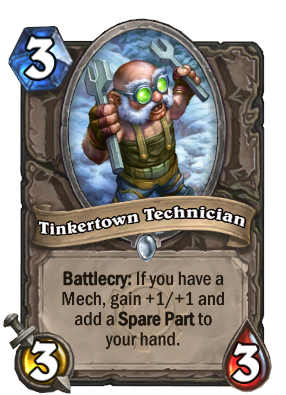 3
Tinkertown Technician
Battlecry: If you have a
Mech, gain +1/+1 and
add a Spare Part to
your hand.
3
3